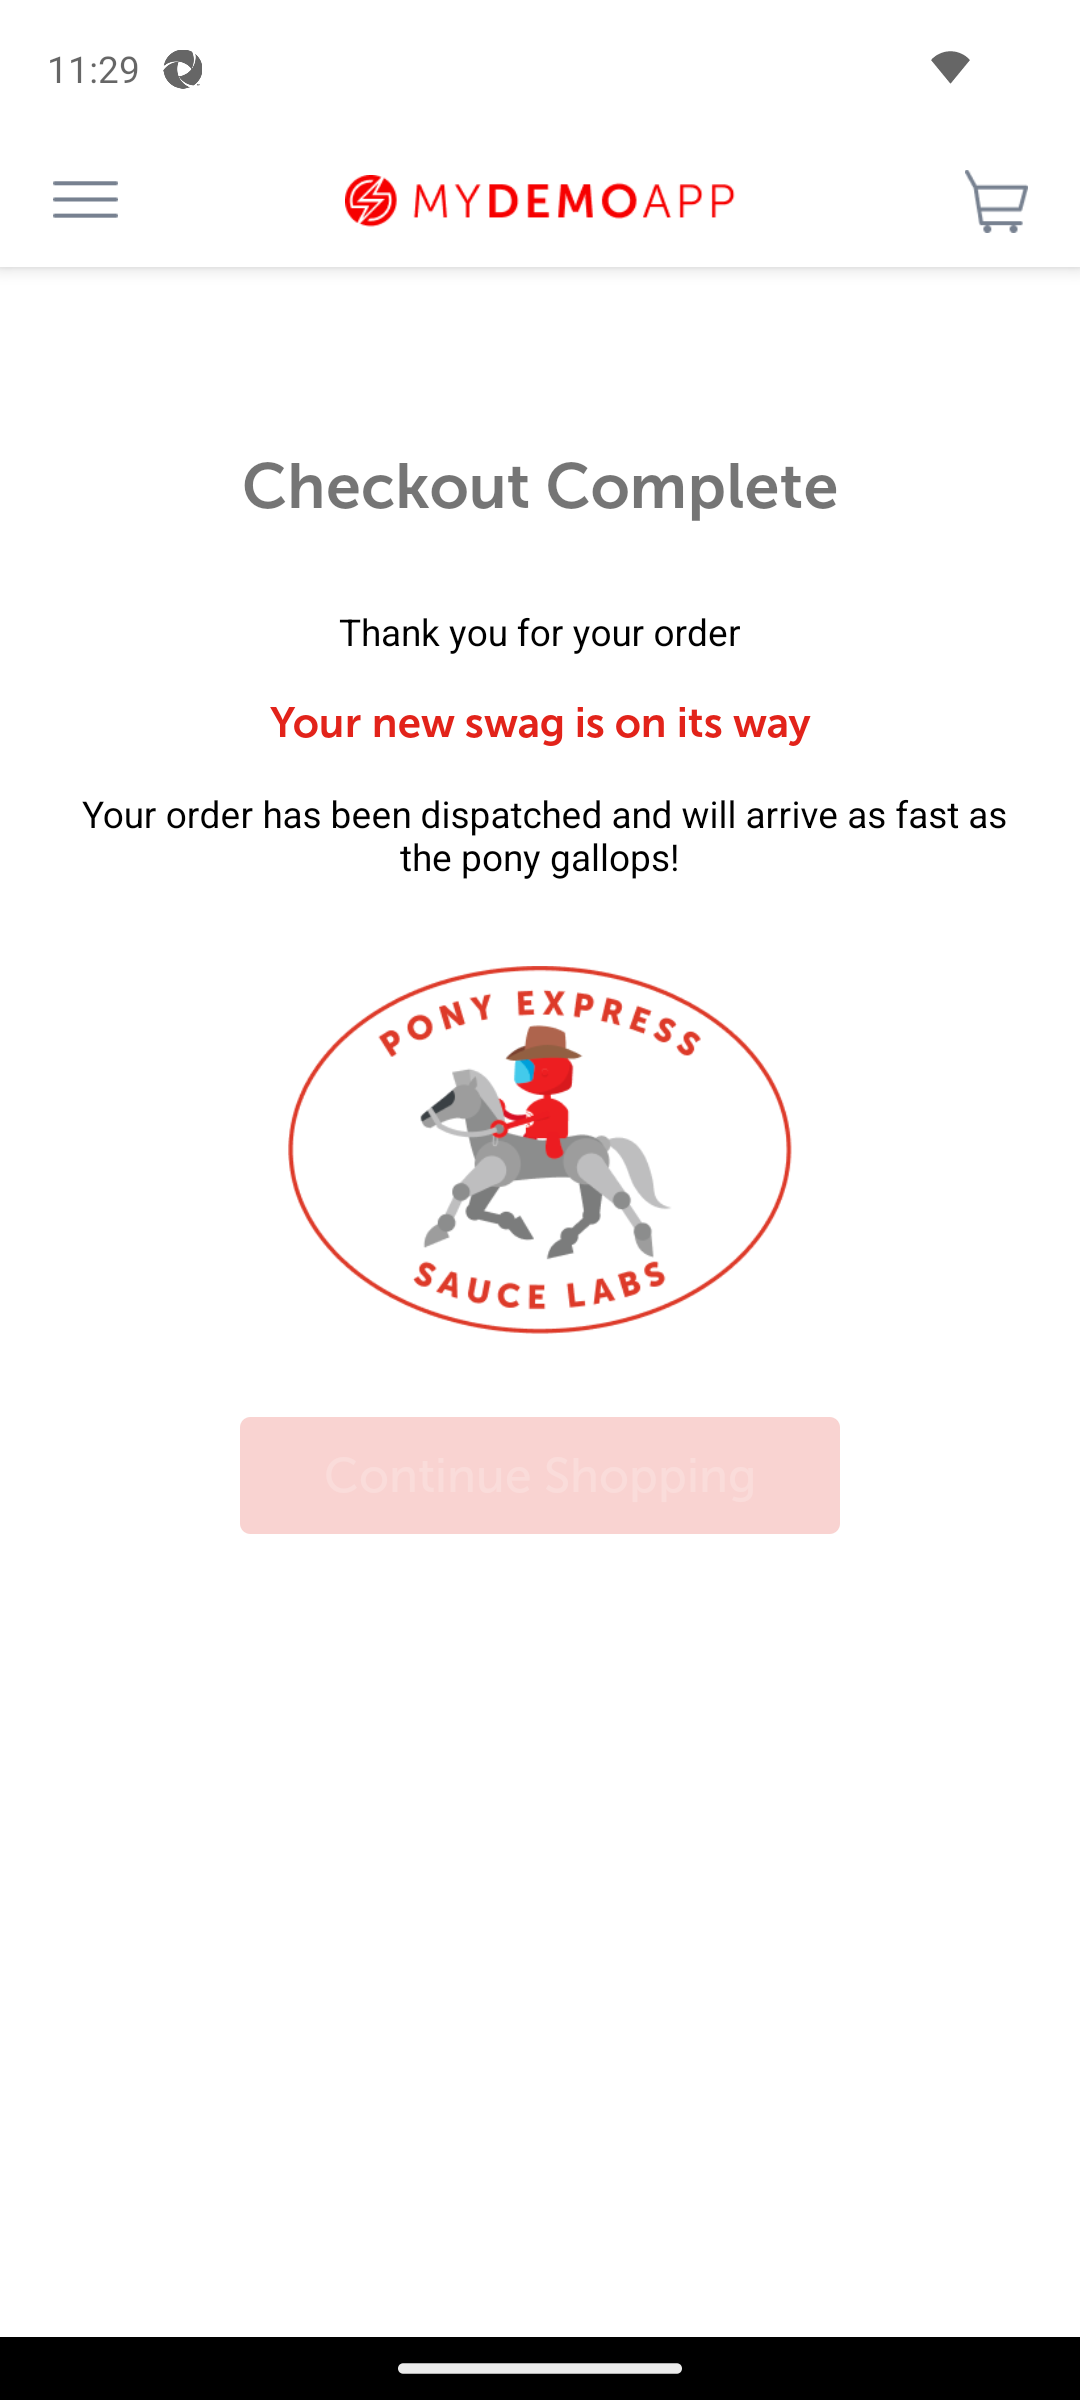 11:29
MYDEMOAPP
Checkout Complete
Thank you for your order
Your new swag is on its way
Your order has been dispatched and will arrive as fast as
the pony gallops!
PONY EXPRESS
SAUCE LABS
Continue Shopping